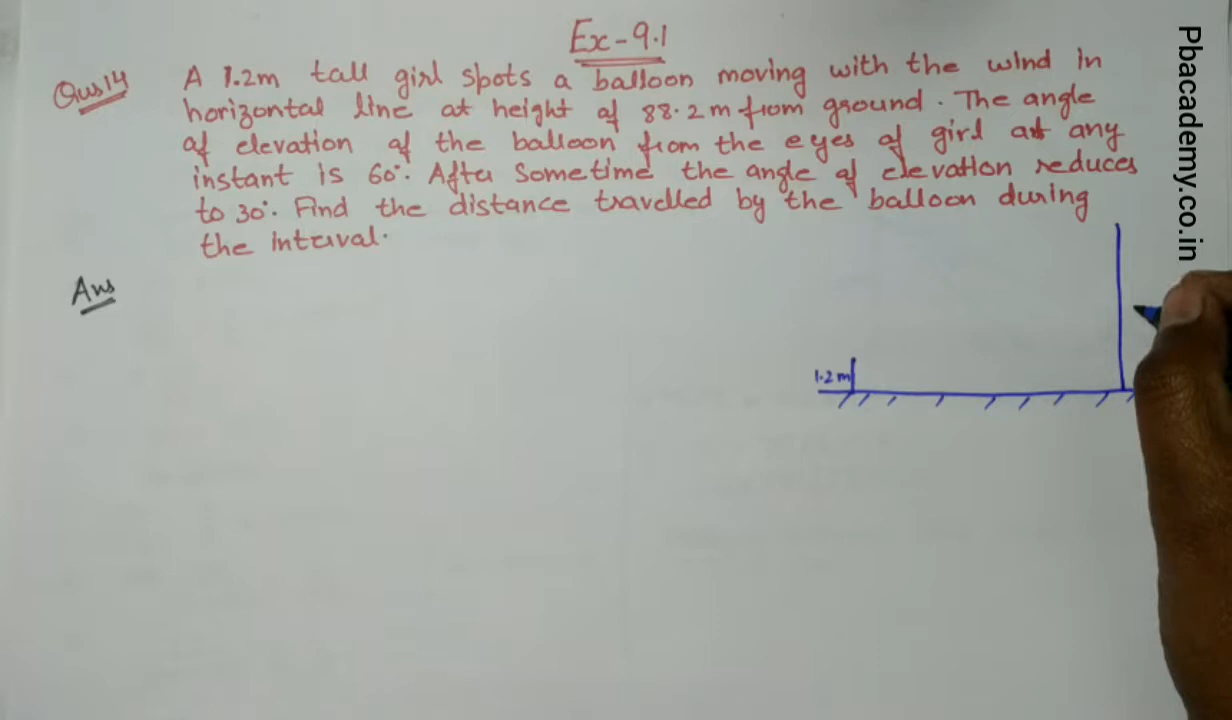 Ex-9.1
Qus 14 A 1.2m tall girl spots a balloon moving with the wind in
horizontal line at height of 88.2 m from ground. The angle
of elevation of the balloon from the eyes of girl at any
instant is 60°. After Sometime the angle of elevation reduces
to 30°. Find the distance travelled by the balloon during
the interval.
Ans
1.2 m
Pbacademy.co.in